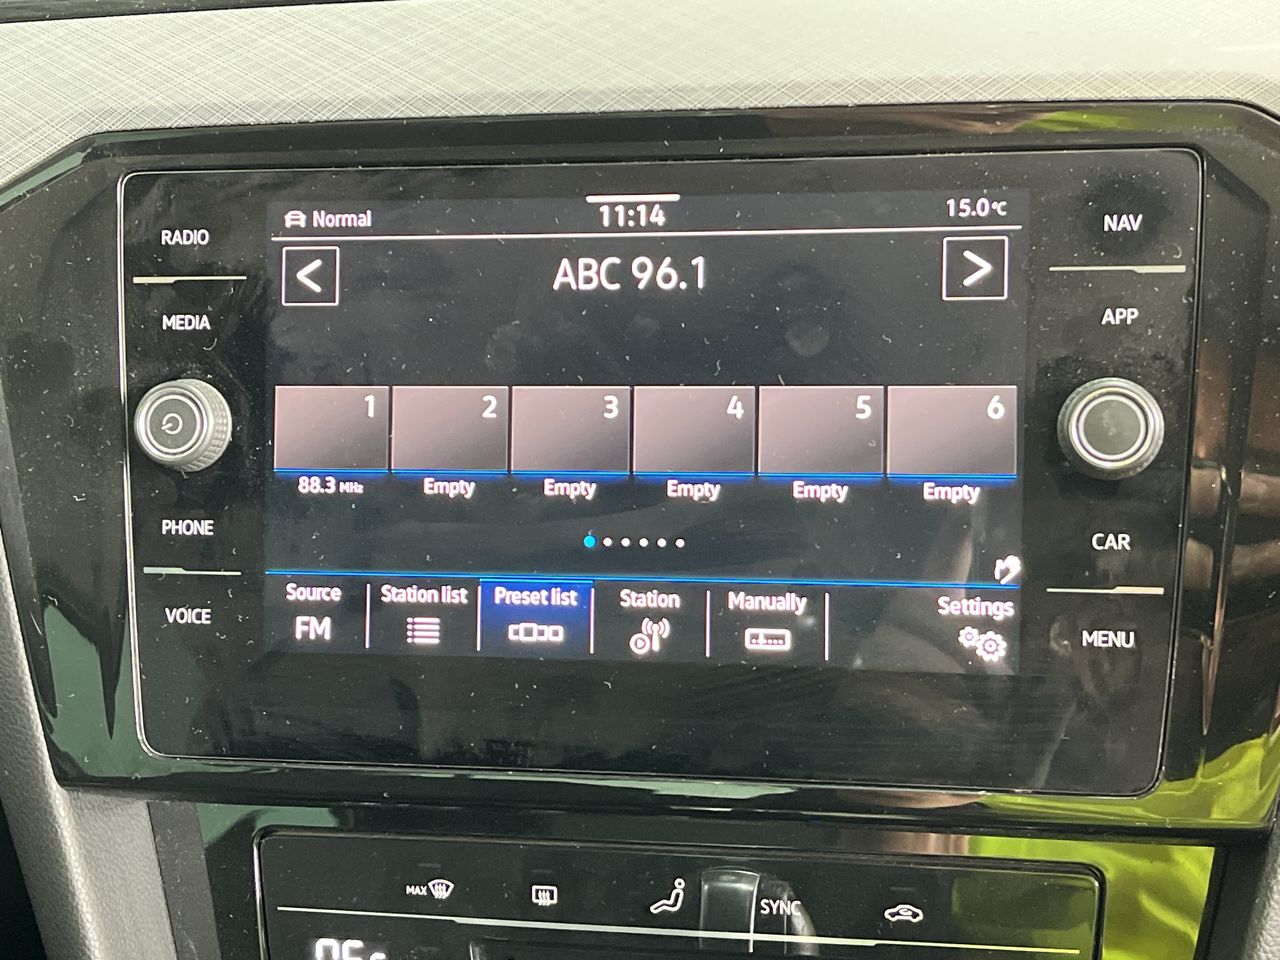 Normal 11:14 15.0°C
RADIO
MEDIA
PHONE
VOICE
ABC 96.1
1 2 3 4 5 6
88.3 MHz Empty Empty Empty Empty Empty
Source Station list Preset list Station Manually Settings
FM
NAV
APP
CAR
MENU
MAX SYNC